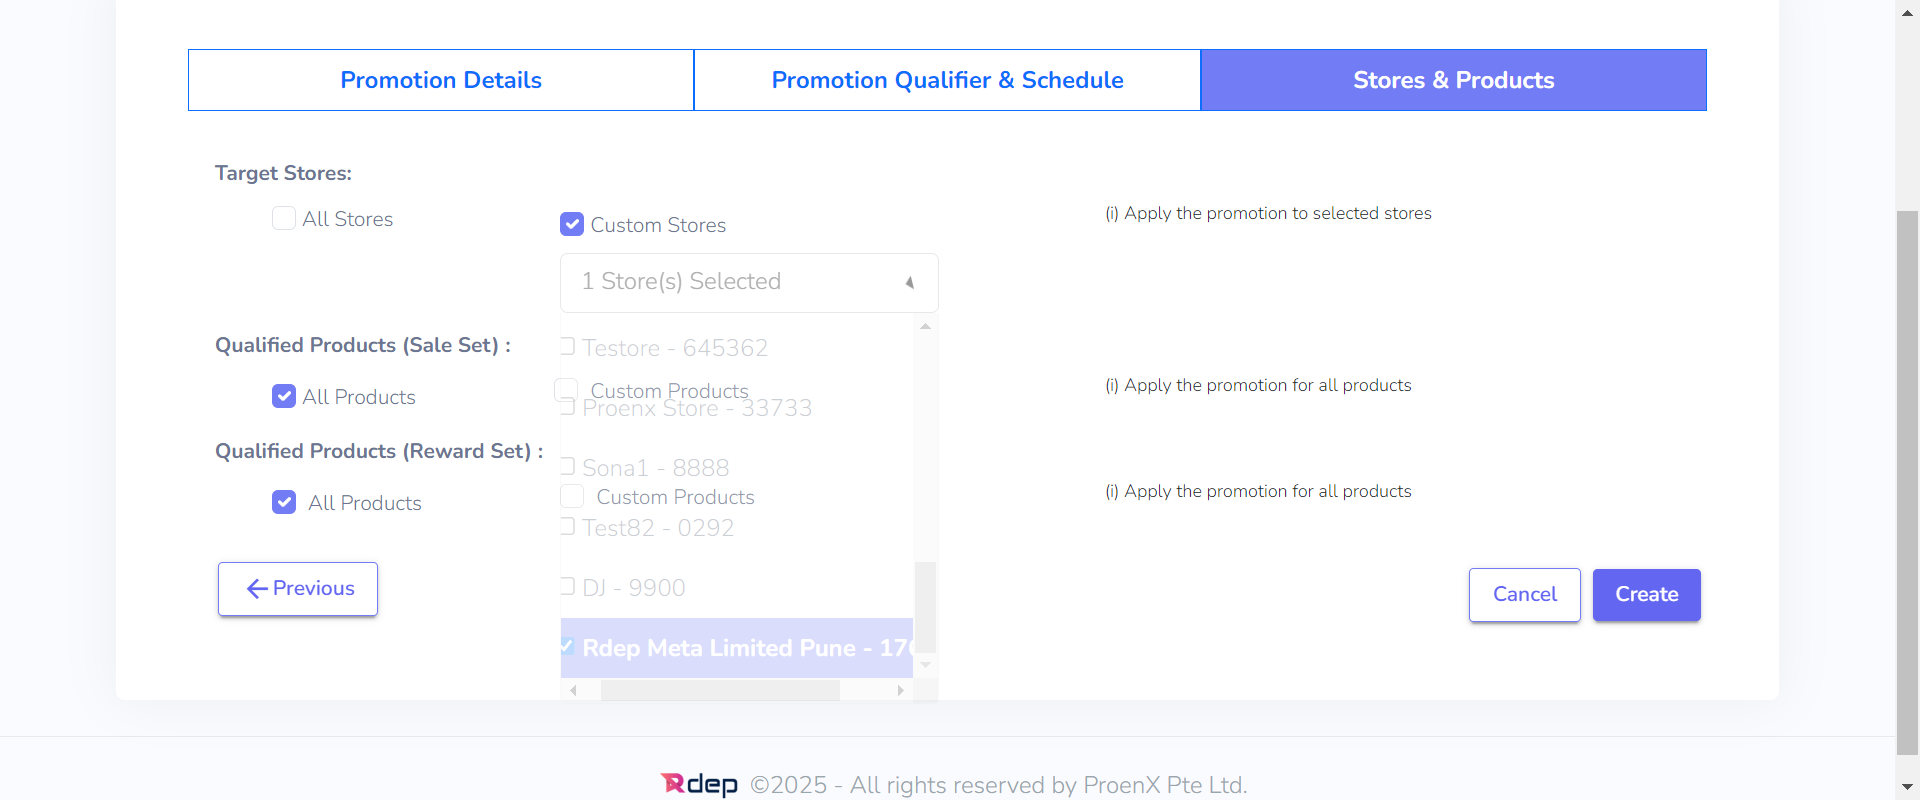 Promotion Details
Promotion Qualifier & Schedule
Stores & Products
Target Stores:
All Stores
Custom Stores
(i) Apply the promotion to selected stores
1 Store(s) Selected
Qualified Products (Sale Set) :
Testore - 645362
All Products
Custom Products
(i) Apply the promotion for all products
Proenx Store - 33733
Qualified Products (Reward Set) :
Sona1 - 8888
All Products
Custom Products
(i) Apply the promotion for all products
Test82 - 0292
DJ - 9900
Previous
Cancel
Create
Rdep Meta Limited Pune - 17
Rdep ©2025 - All rights reserved by ProenX Pte Ltd.